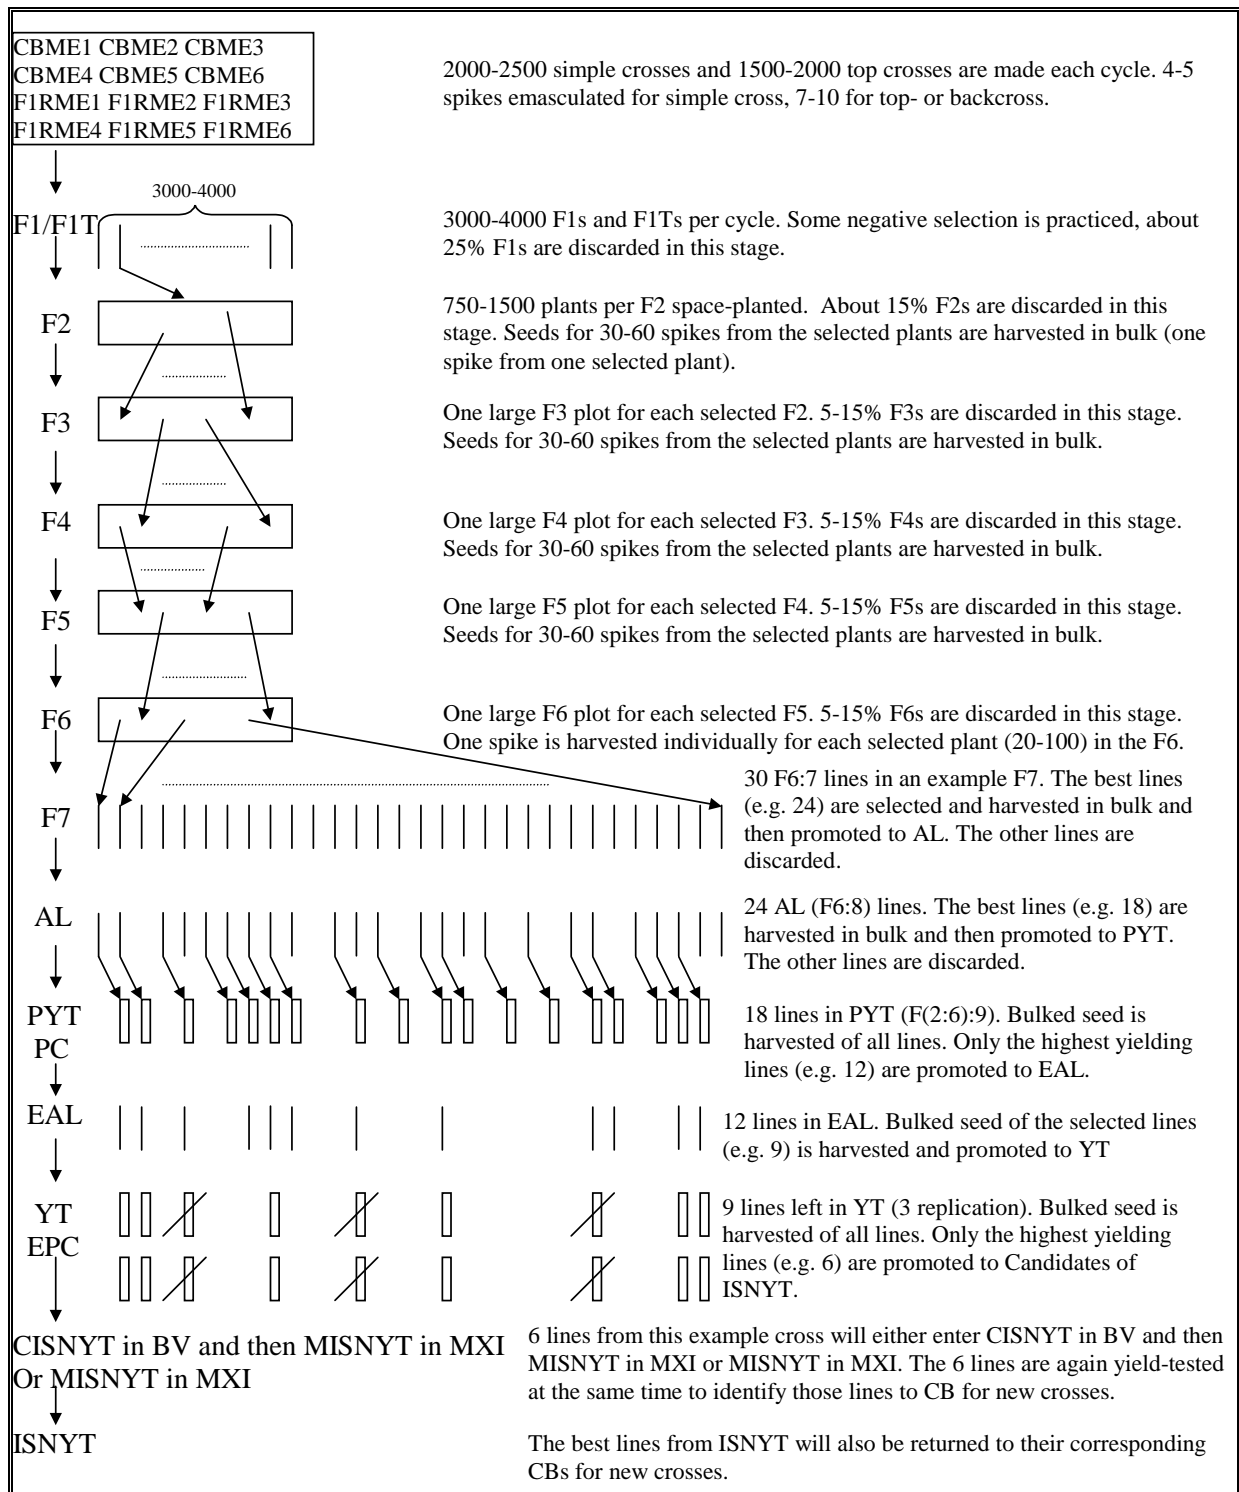 CBME1 CBME2 CBME3
CBME4 CBME5 CBME6
F1RME1 F1RME2 F1RME3
F1RME4 F1RME5 F1RME6
2000-2500 simple crosses and 1500-2000 top crosses are made each cycle. 4-5
spikes emasculated for simple cross, 7-10 for top- or backcross.
3000-4000
F1/F1T
3000-4000 F1s and F1Ts per cycle. Some negative selection is practiced, about
25% F1s are discarded in this stage.
F2
750-1500 plants per F2 space-planted. About 15% F2s are discarded in this
stage. Seeds for 30-60 spikes from the selected plants are harvested in bulk (one
spike from one selected plant).
F3
One large F3 plot for each selected F2. 5-15% F3s are discarded in this stage.
Seeds for 30-60 spikes from the selected plants are harvested in bulk.
F4
One large F4 plot for each selected F3. 5-15% F4s are discarded in this stage.
Seeds for 30-60 spikes from the selected plants are harvested in bulk.
F5
One large F5 plot for each selected F4. 5-15% F5s are discarded in this stage.
Seeds for 30-60 spikes from the selected plants are harvested in bulk.
F6
One large F6 plot for each selected F5. 5-15% F6s are discarded in this stage.
One spike is harvested individually for each selected plant (20-100) in the F6.
F7
30 F6:7 lines in an example F7. The best lines
(e.g. 24) are selected and harvested in bulk and
then promoted to AL. The other lines are
discarded.
AL
24 AL (F6:8) lines. The best lines (e.g. 18) are
harvested in bulk and then promoted to PYT.
The other lines are discarded.
PYT
PC
18 lines in PYT (F(2:6):9). Bulked seed is
harvested of all lines. Only the highest yielding
lines (e.g. 12) are promoted to EAL.
EAL
12 lines in EAL. Bulked seed of the selected lines
(e.g. 9) is harvested and promoted to YT
YT
EPC
9 lines left in YT (3 replication). Bulked seed is
harvested of all lines. Only the highest yielding
lines (e.g. 6) are promoted to Candidates of
ISNYT.
CISNYT in BV and then MISNYT in MXI
Or MISNYT in MXI
6 lines from this example cross will either enter CISNYT in BV and then
MISNYT in MXI or MISNYT in MXI. The 6 lines are again yield-tested
at the same time to identify those lines to CB for new crosses.
ISNYT
The best lines from ISNYT will also be returned to their corresponding
CBs for new crosses.